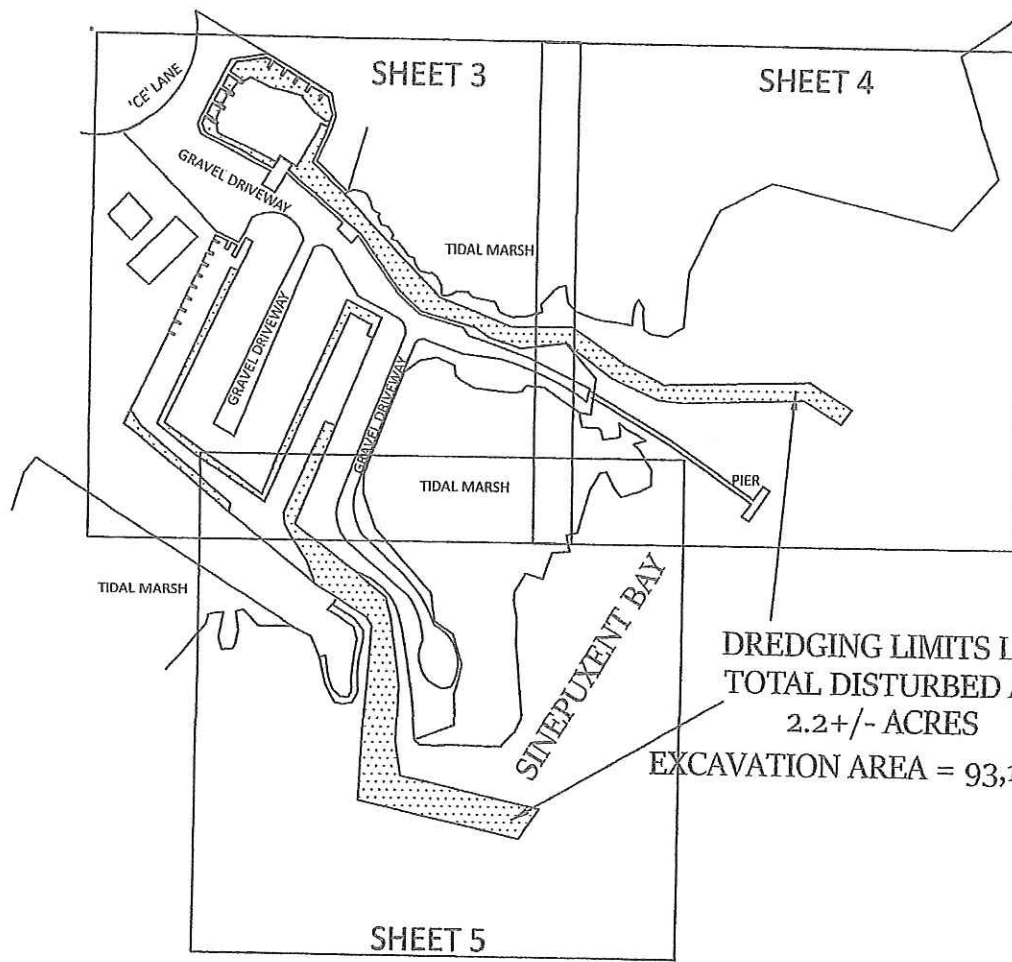 SHEET 3
SHEET 4
'CE' LANE
GRAVEL DRIVEWAY
TIDAL MARSH
GRAVEL DRIVEWAY
GRAVEL DRIVEWAY
TIDAL MARSH
PIER
TIDAL MARSH
SINEPUXENT BAY
DREDGING LIMITS
TOTAL DISTURBED
2.2+/- ACRES
EXCAVATION AREA = 93,
SHEET 5